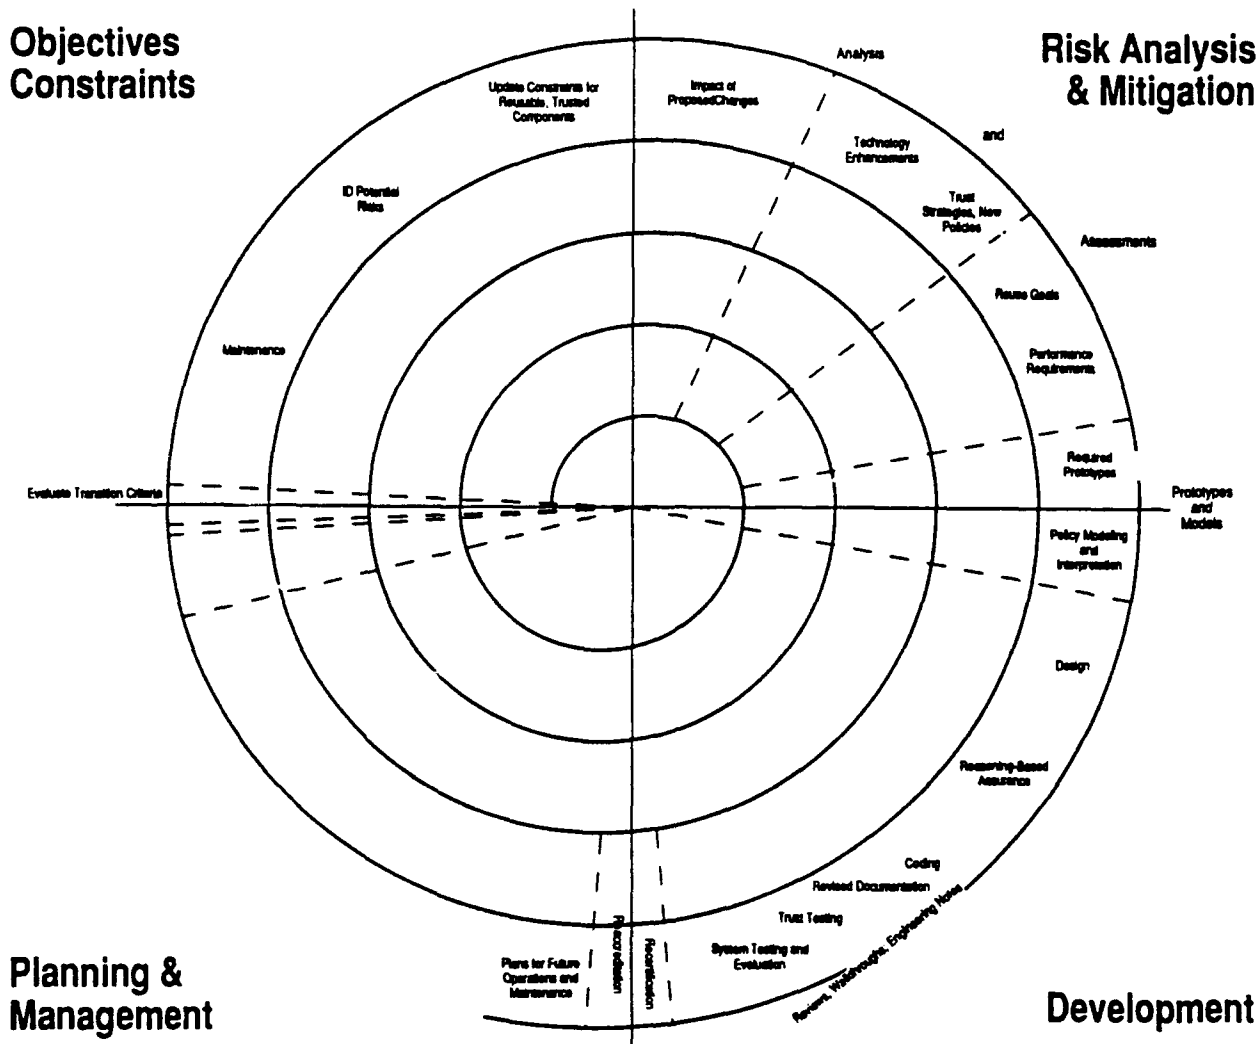 Objectives
Constraints
Risk Analysis
& Mitigation
Analysis
and
Assessments
Update Constraints for
Reusable, Trusted
Components
Impact of
ProposedChanges
Technology
Enhancements
Trust
Strategies, New
Policies
ID Potential
Risks
Reuse Goals
Maintenance
Performance
Requirements
Required
Prototypes
Evaluate Transition Criteria
Prototypes
and
Models
Policy Modeling
and
Interpretation
Design
Reasoning-Based
Assurance
Coding
Revised Documentation
Trust Testing
System Testing and
Evaluation
Reviews, Walkthroughs, Engineering Notes
Recertification
Reaccreditation
Plans for Future
Operations and
Maintenance
Planning &
Management
Development